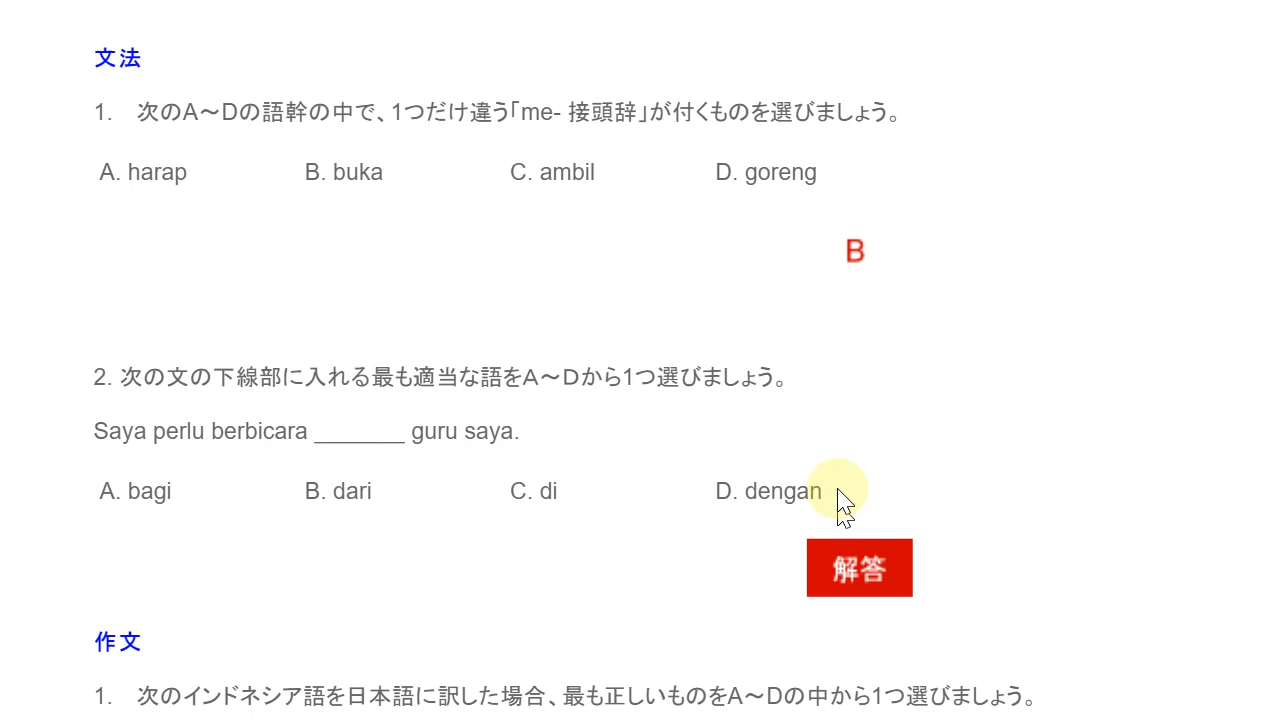 文法
1. 次のA～Dの語幹の中で、1つだけ違う｢me- 接頭辞｣が付くものを選びましょう。
A. harap B. buka C. ambil D. goreng
B
2. 次の文の下線部に入れる最も適当な語をA～Dから1つ選びましょう。
Saya perlu berbicara _______ guru saya.
A. bagi B. dari C. di D. dengan
解答
作文
1. 次のインドネシア語を日本語に訳した場合、最も正しいものをA～Dの中から1つ選びましょう。